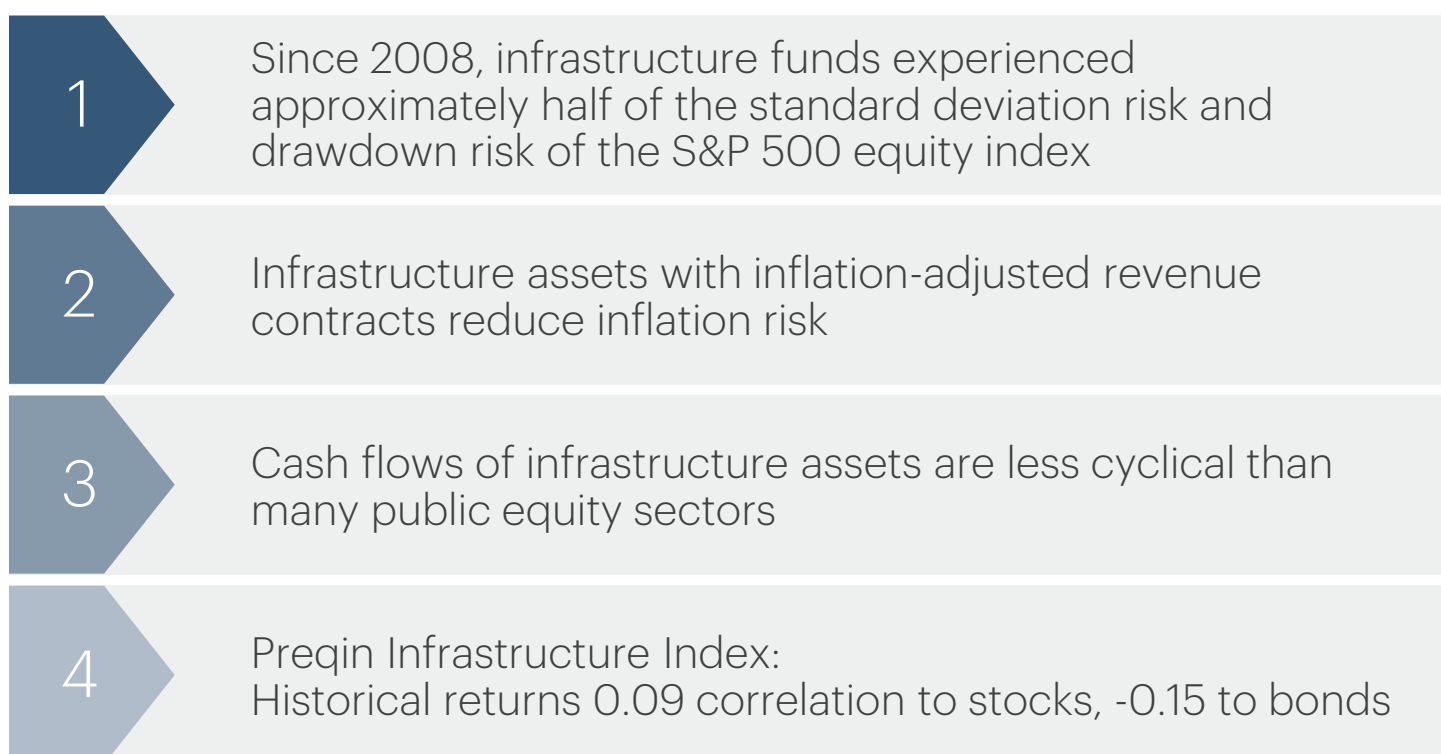 1
Since 2008, infrastructure funds experienced
approximately half of the standard deviation risk and
drawdown risk of the S&P 500 equity index
2
Infrastructure assets with inflation-adjusted revenue
contracts reduce inflation risk
3
Cash flows of infrastructure assets are less cyclical than
many public equity sectors
4
Preqin Infrastructure Index:
Historical returns 0.09 correlation to stocks, -0.15 to bonds